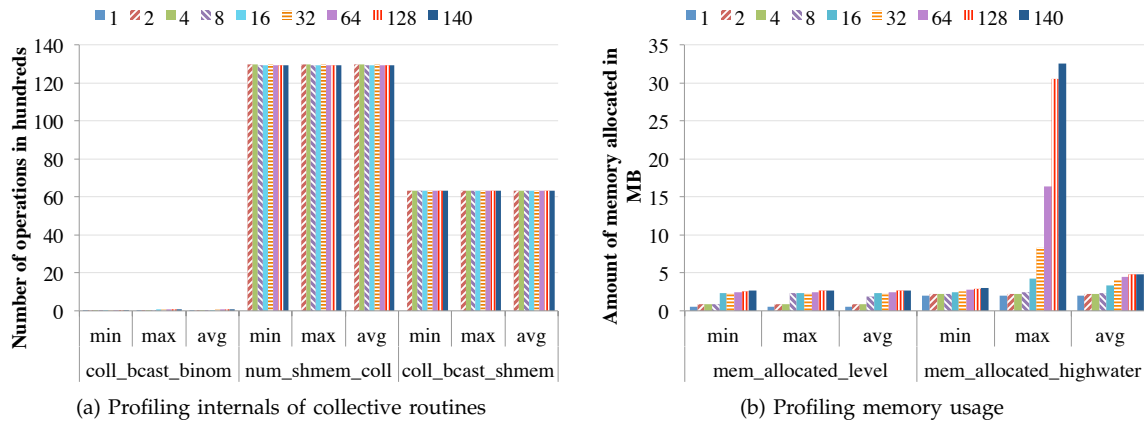 1 2 4 8 16 32 64 128 140
Number of operations in hundreds
140
120
100
80
60
40
20
0
min max avg min max avg min max avg
coll_bcast_binom num_shmem_coll coll_bcast_shmem
(a) Profiling internals of collective routines
1 2 4 8 16 32 64 128 140
Amount of memory allocated in
MB
35
30
25
20
15
10
5
0
min max avg min max avg
mem_allocated_level mem_allocated_highwater
(b) Profiling memory usage